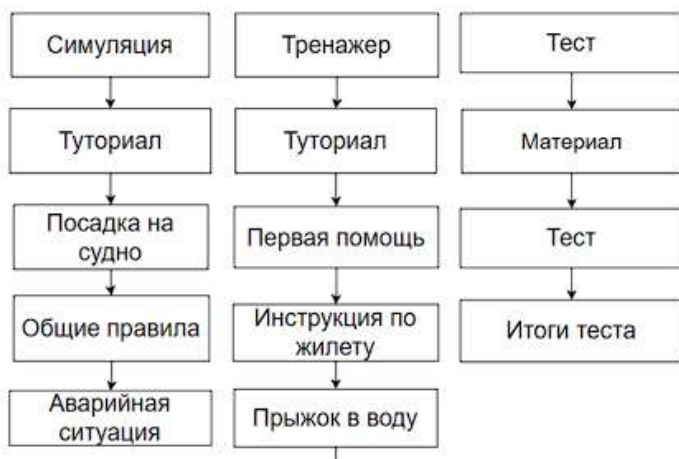 Симуляция
Туториал
Посадка на
судно
Общие правила
Аварийная
ситуация
Тренажер
Туториал
Первая помощь
Инструкция по
жилету
Прыжок в воду
Тест
Материал
Тест
Итоги теста